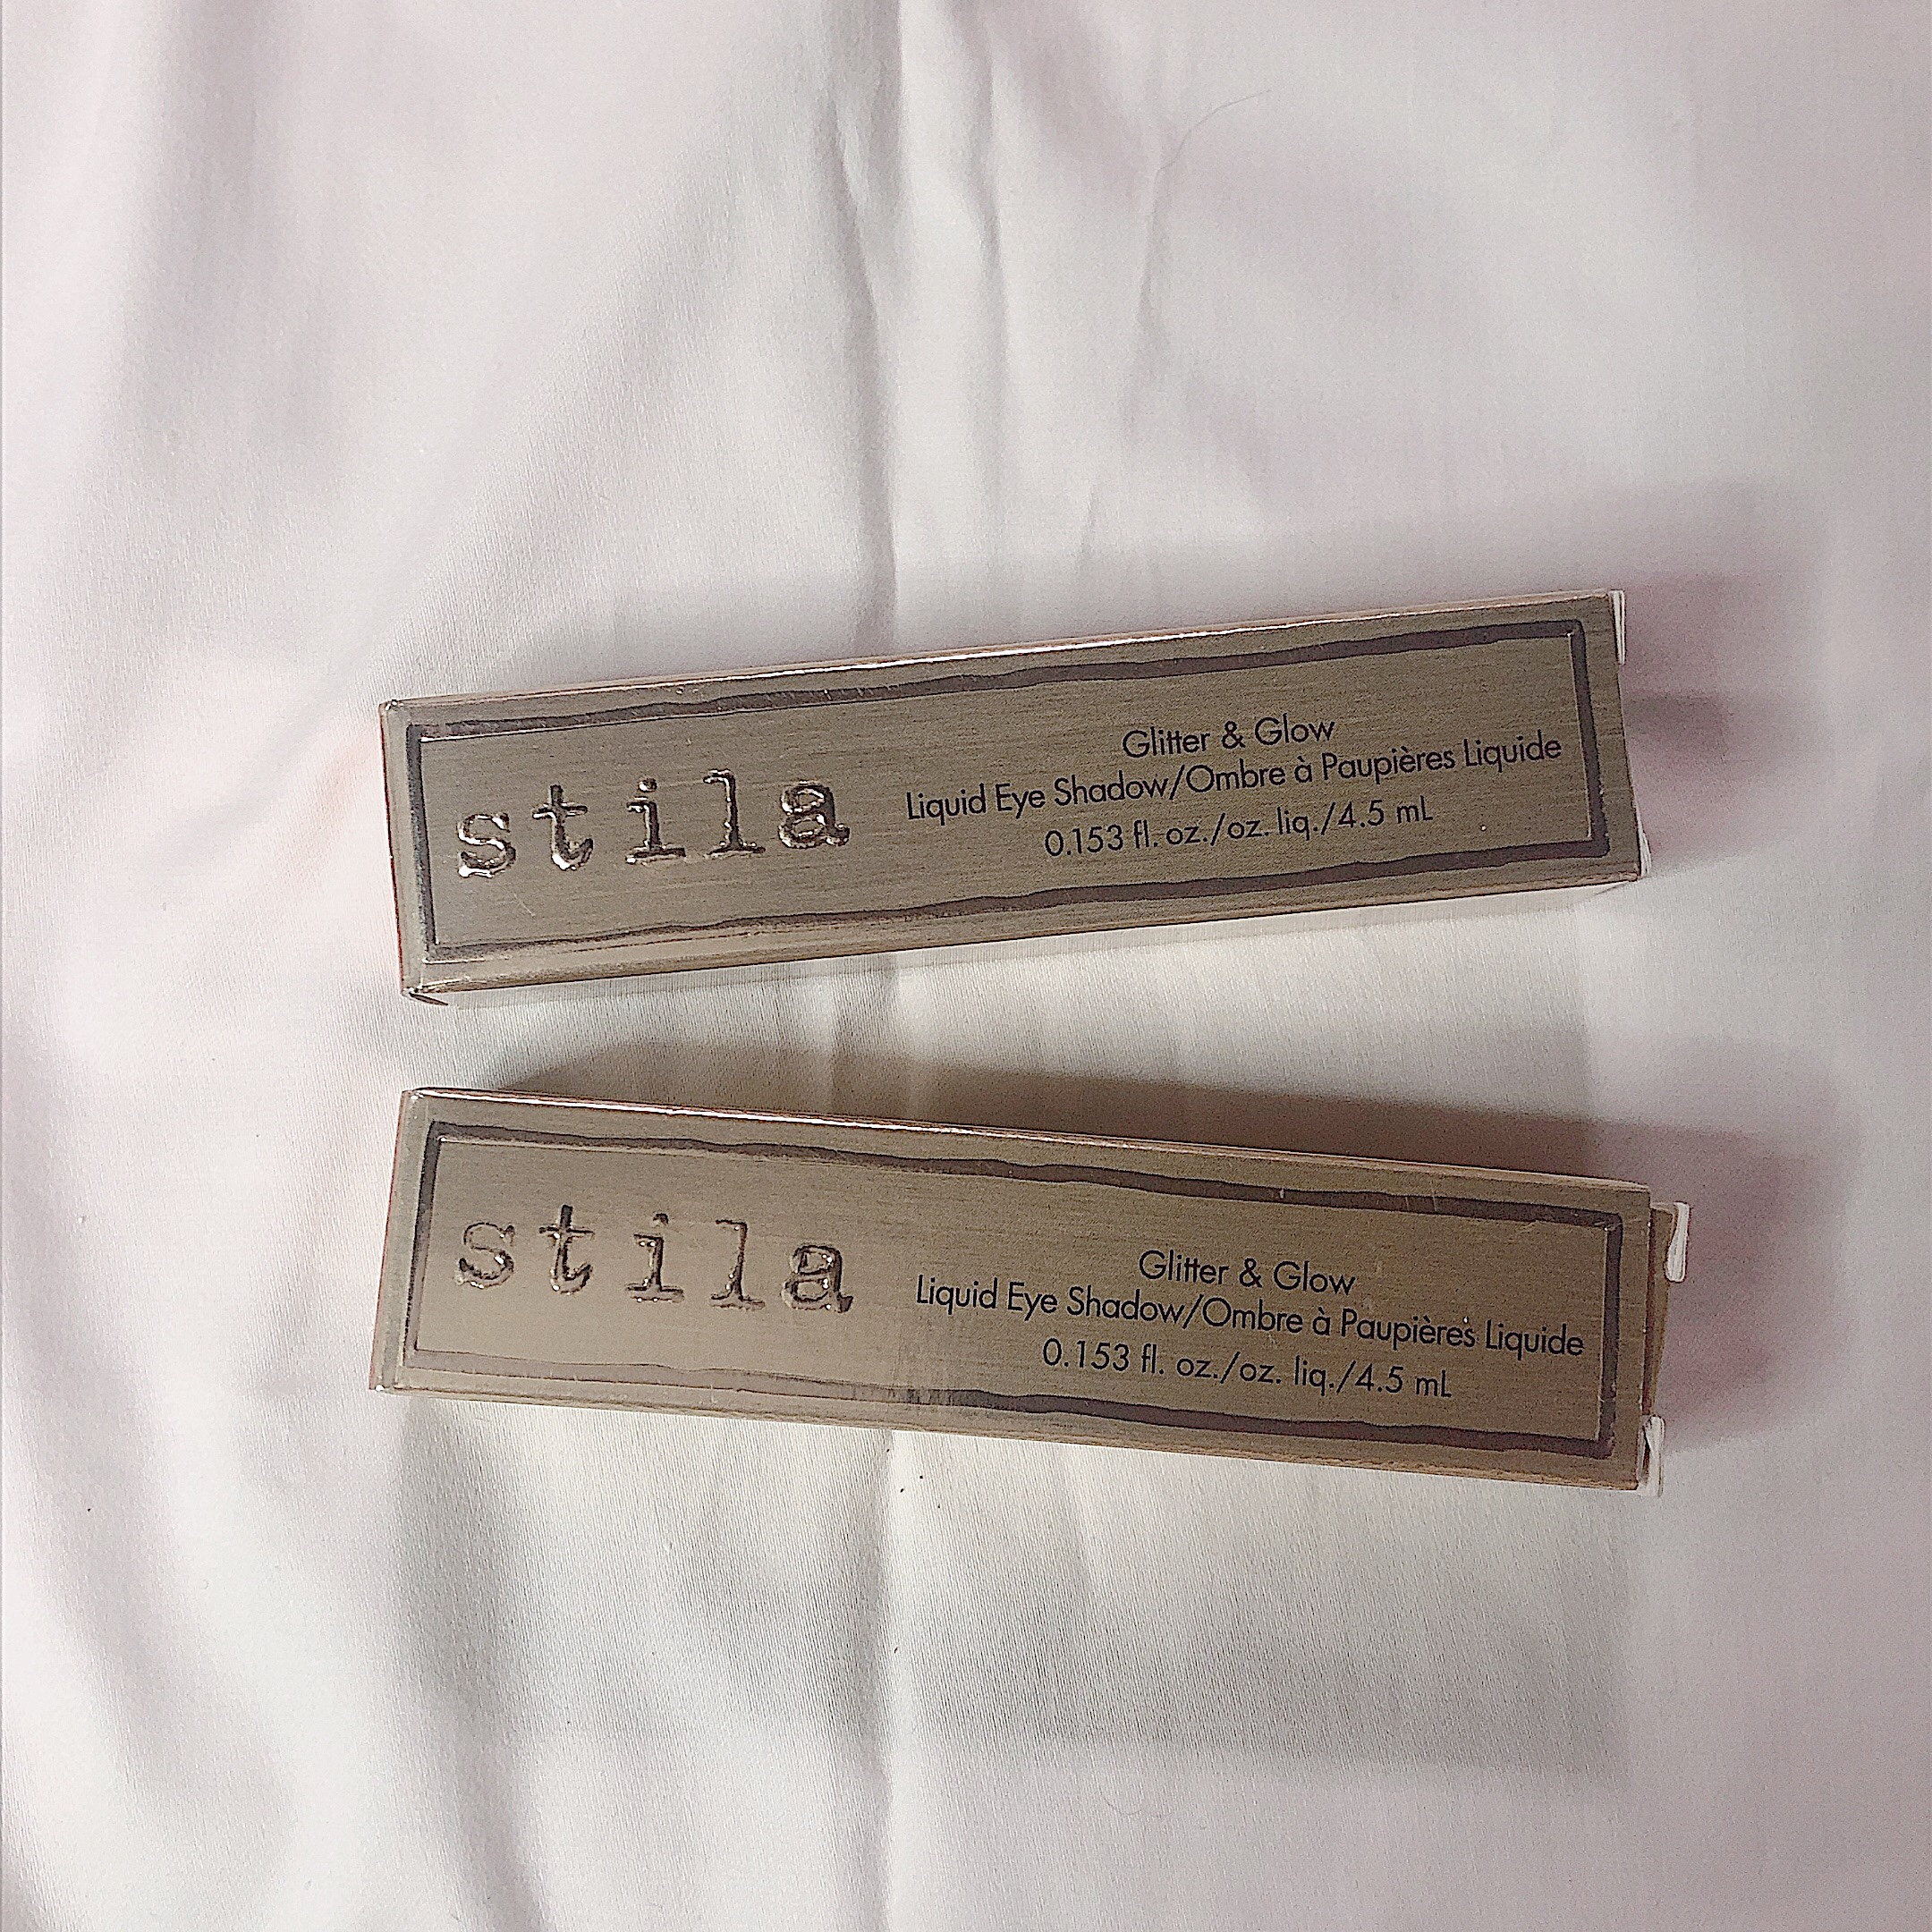 stila
Glitter & Glow
Liquid Eye Shadow/Ombre à Paupières Liquide
0.153 fl. oz./oz. liq./4.5 mL
stila
Glitter & Glow
Liquid Eye Shadow/Ombre à Paupières Liquide
0.153 fl. oz./oz. liq./4.5 mL